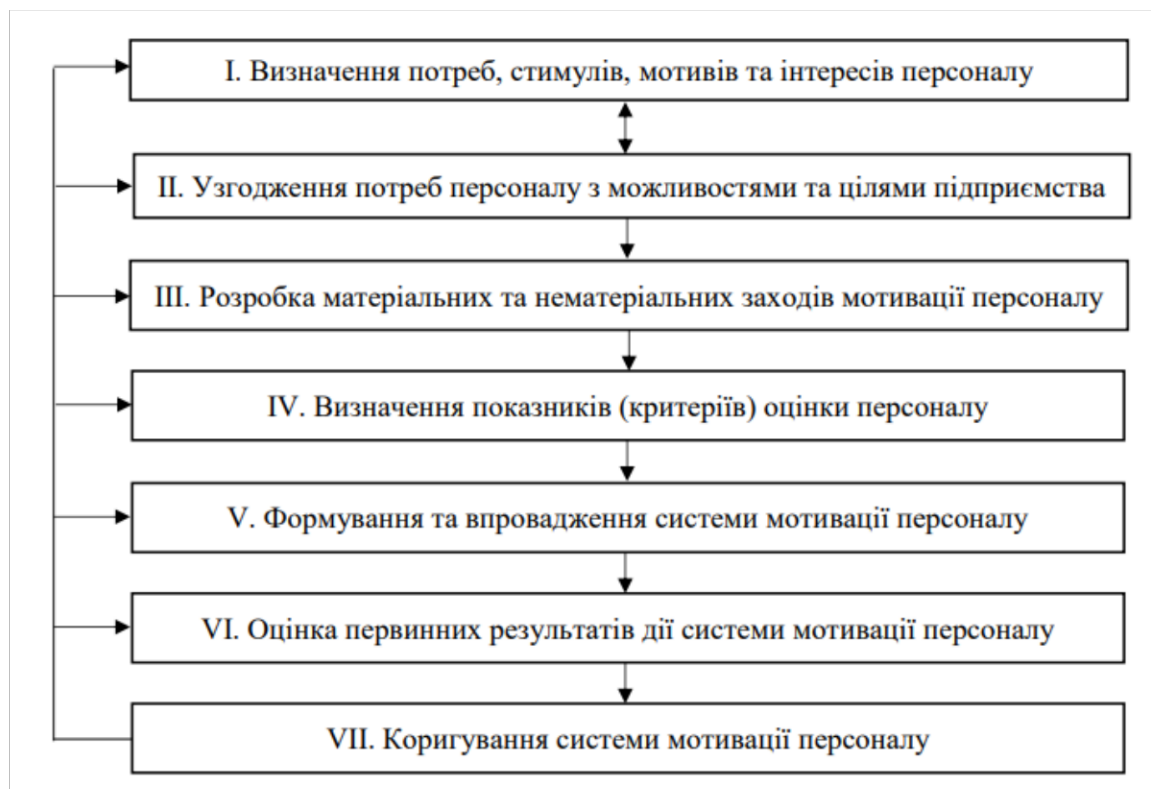 I. Визначення потреб, стимулів, мотивів та інтересів персоналу
II. Узгодження потреб персоналу з можливостями та цілями підприємства
III. Розробка матеріальних та нематеріальних заходів мотивації персоналу
IV. Визначення показників (критеріїв) оцінки персоналу
V. Формування та впровадження системи мотивації персоналу
VI. Оцінка первинних результатів дії системи мотивації персоналу
VII. Коригування системи мотивації персоналу